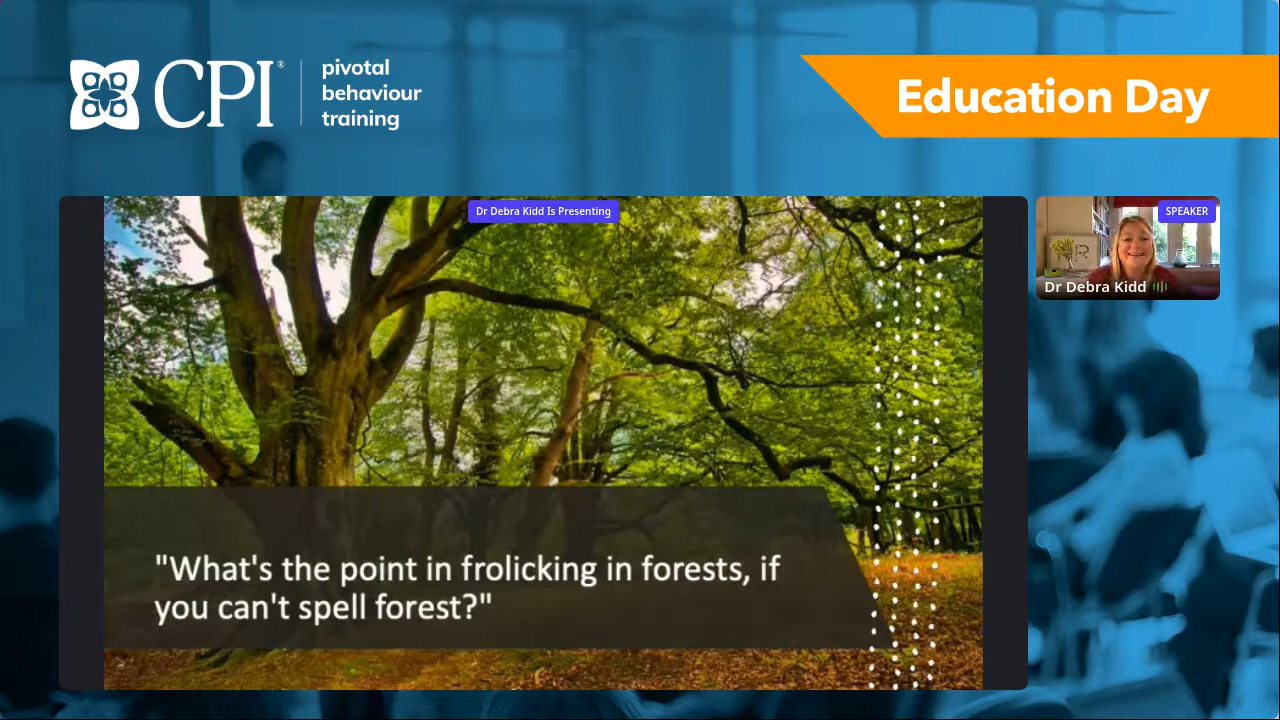 CPI®
pivotal
behaviour
training
Education Day
Dr Debra Kidd Is Presenting
SPEAKER
Dr Debra Kidd
"What's the point in frolicking in forests, if
you can't spell forest?"